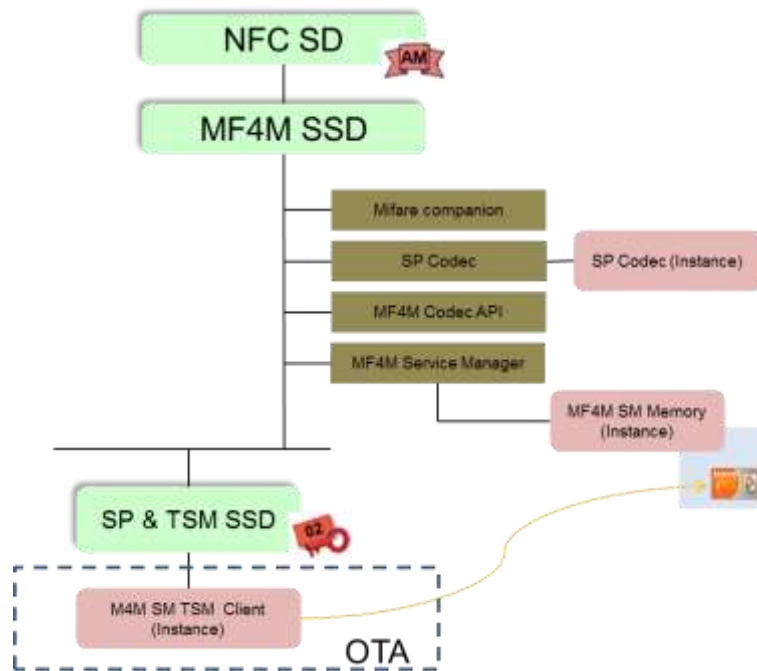 NFC SD
AM
MF4M SSD
Mifare companion
SP Codec
SP Codec (Instance)
MF4M Codec API
MF4M Service Manager
MF4M SM Memory
(Instance)
SP & TSM SSD
02
M4M SM TSM Client
(Instance)
OTA